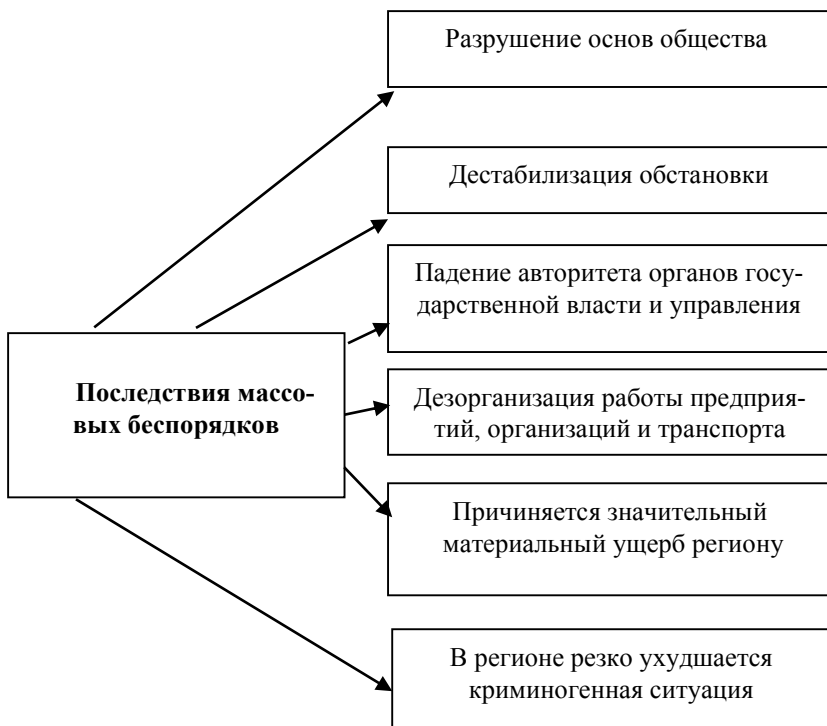 Разрушение основ общества
Дестабилизация обстановки
Падение авторитета органов госу-
дарственной власти и управления
Последствия массо-
вых беспорядков
Дезорганизация работы предприя-
тий, организаций и транспорта
Причиняется значительный
материальный ущерб региону
В регионе резко ухудшается
криминогенная ситуация